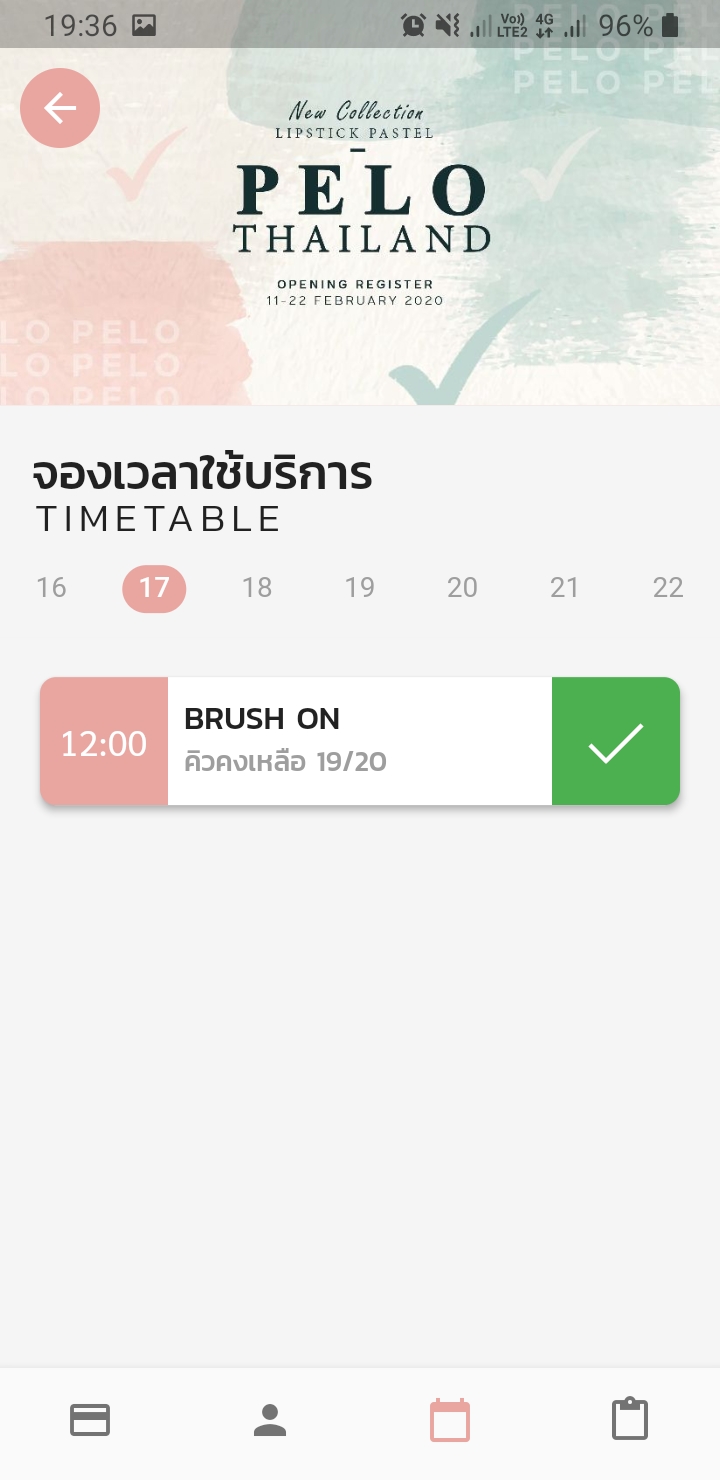 19:36 Vo)) LTE2 4G 96%
PELO PEL
PELO PEL
PELO PEL
New Collection
LIPSTICK PASTEL
PELO
THAILAND
OPENING REGISTER
11-22 FEBRUARY 2020
LO PELO
LO PELO
LO PELO
จองเวลาใช้บริการ
TIMETABLE
16 17 18 19 20 21 22
12:00
BRUSH ON
คิวคงเหลือ 19/20